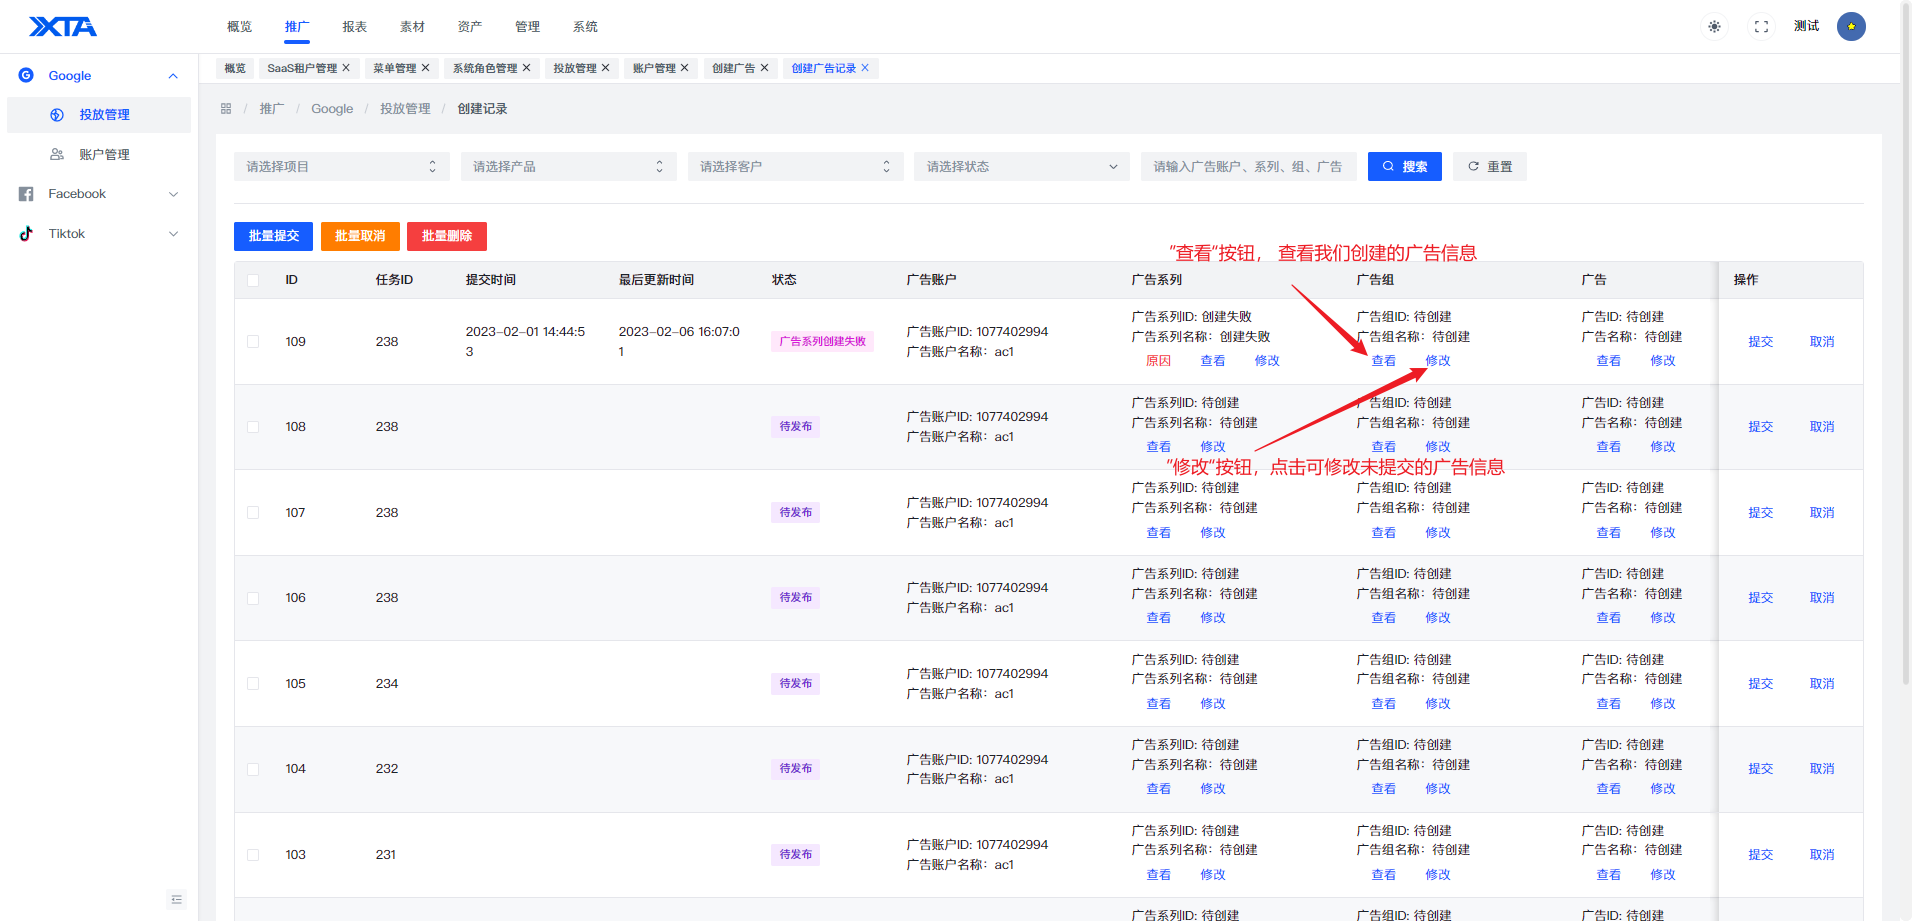 XTA
概览
推广
报表
素材
资产
管理
系统
测试
Google
投放管理
账户管理
Facebook
Tiktok
概览
SaaS租户管理 ×
菜单管理 ×
系统角色管理 ×
投放管理 ×
账户管理 ×
创建广告 ×
创建广告记录 ×
/ 推广 / Google / 投放管理 / 创建记录
请选择项目
请选择产品
请选择客户
请选择状态
请输入广告账户、系列、组、广告
搜索
重置
批量提交
批量取消
批量删除
“查看“按钮， 查看我们创建的广告信息
ID 任务ID 提交时间 最后更新时间 状态 广告账户 广告系列 广告组 广告 操作
109 238
2023-02-01 14:44:5
3
2023-02-06 16:07:0
1
广告系列创建失败
广告账户ID: 1077402994
广告账户名称：ac1
广告系列ID: 创建失败
广告系列名称：创建失败
原因 查看 修改
广告组ID: 待创建
广告组名称：待创建
查看 修改
广告ID: 待创建
广告名称：待创建
查看 修改
提交 取消
108 238
待发布
广告账户ID: 1077402994
广告账户名称：ac1
广告系列ID: 待创建
广告系列名称：待创建
查看 修改
广告组ID: 待创建
广告组名称：待创建
查看 修改
广告ID: 待创建
广告名称：待创建
查看 修改
提交 取消
“修改“按钮，点击可修改未提交的广告信息
107 238
待发布
广告账户ID: 1077402994
广告账户名称：ac1
广告系列ID: 待创建
广告系列名称：待创建
查看 修改
广告组ID: 待创建
广告组名称：待创建
查看 修改
广告ID: 待创建
广告名称：待创建
查看 修改
提交 取消
106 238
待发布
广告账户ID: 1077402994
广告账户名称：ac1
广告系列ID: 待创建
广告系列名称：待创建
查看 修改
广告组ID: 待创建
广告组名称：待创建
查看 修改
广告ID: 待创建
广告名称：待创建
查看 修改
提交 取消
105 234
待发布
广告账户ID: 1077402994
广告账户名称：ac1
广告系列ID: 待创建
广告系列名称：待创建
查看 修改
广告组ID: 待创建
广告组名称：待创建
查看 修改
广告ID: 待创建
广告名称：待创建
查看 修改
提交 取消
104 232
待发布
广告账户ID: 1077402994
广告账户名称：ac1
广告系列ID: 待创建
广告系列名称：待创建
查看 修改
广告组ID: 待创建
广告组名称：待创建
查看 修改
广告ID: 待创建
广告名称：待创建
查看 修改
提交 取消
103 231
待发布
广告账户ID: 1077402994
广告账户名称：ac1
广告系列ID: 待创建
广告系列名称：待创建
查看 修改
广告组ID: 待创建
广告组名称：待创建
查看 修改
广告ID: 待创建
广告名称：待创建
查看 修改
提交 取消
广告系列ID: 待创建
广告组ID: 待创建
广告ID: 待创建